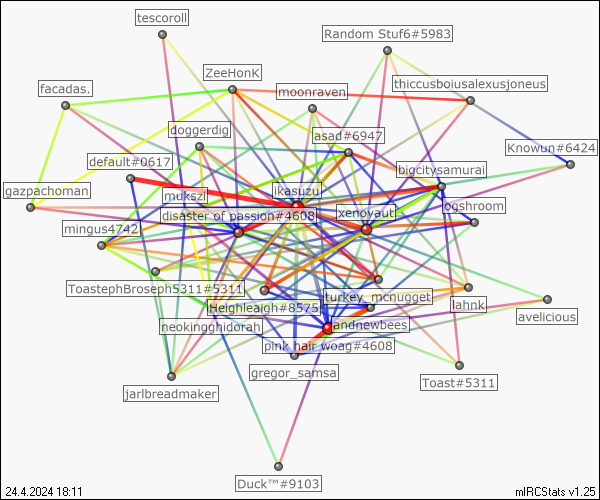 tescoroll
Random Stuf6#5983
ZeeHonK
thiccusboiusalexusjoneus
facadas.
moonraven
doggerdig
asad#6947
Knowun#6424
default#0617
bigcitysamurai
gazpachoman
mukszi
ikasuzu
ogshroom
disaster of passion#4608
xenoyaut
mingus4742
ToastephBroseph5311#5311
turkey_mcnugget
Heighleigh#8575
lahnk
avelicious
neokingghidorah
andnewbees
pink hair woag#4608
gregor_samsa
Toast#5311
jarlbreadmaker
Duck™#9103
24.4.2024 18:11
mIRCStats v1.25